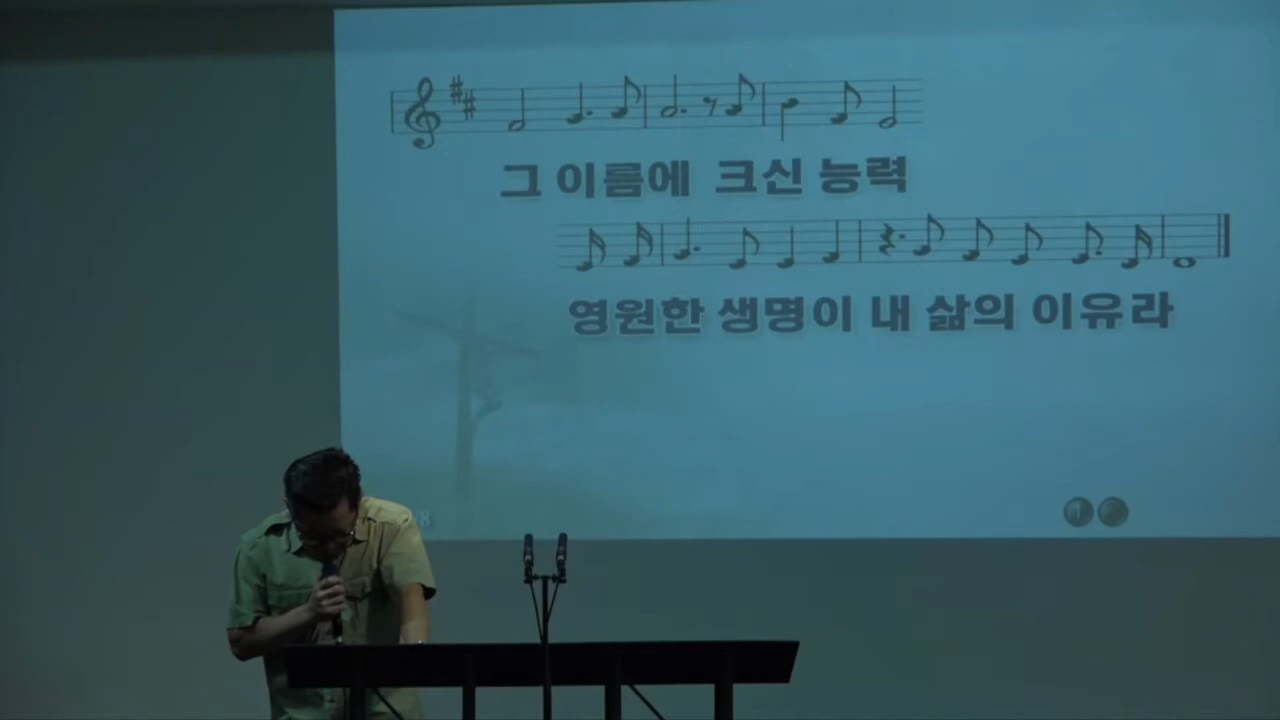 그 이름에 크신 능력
영원한 생명이 내 삶의 이유라